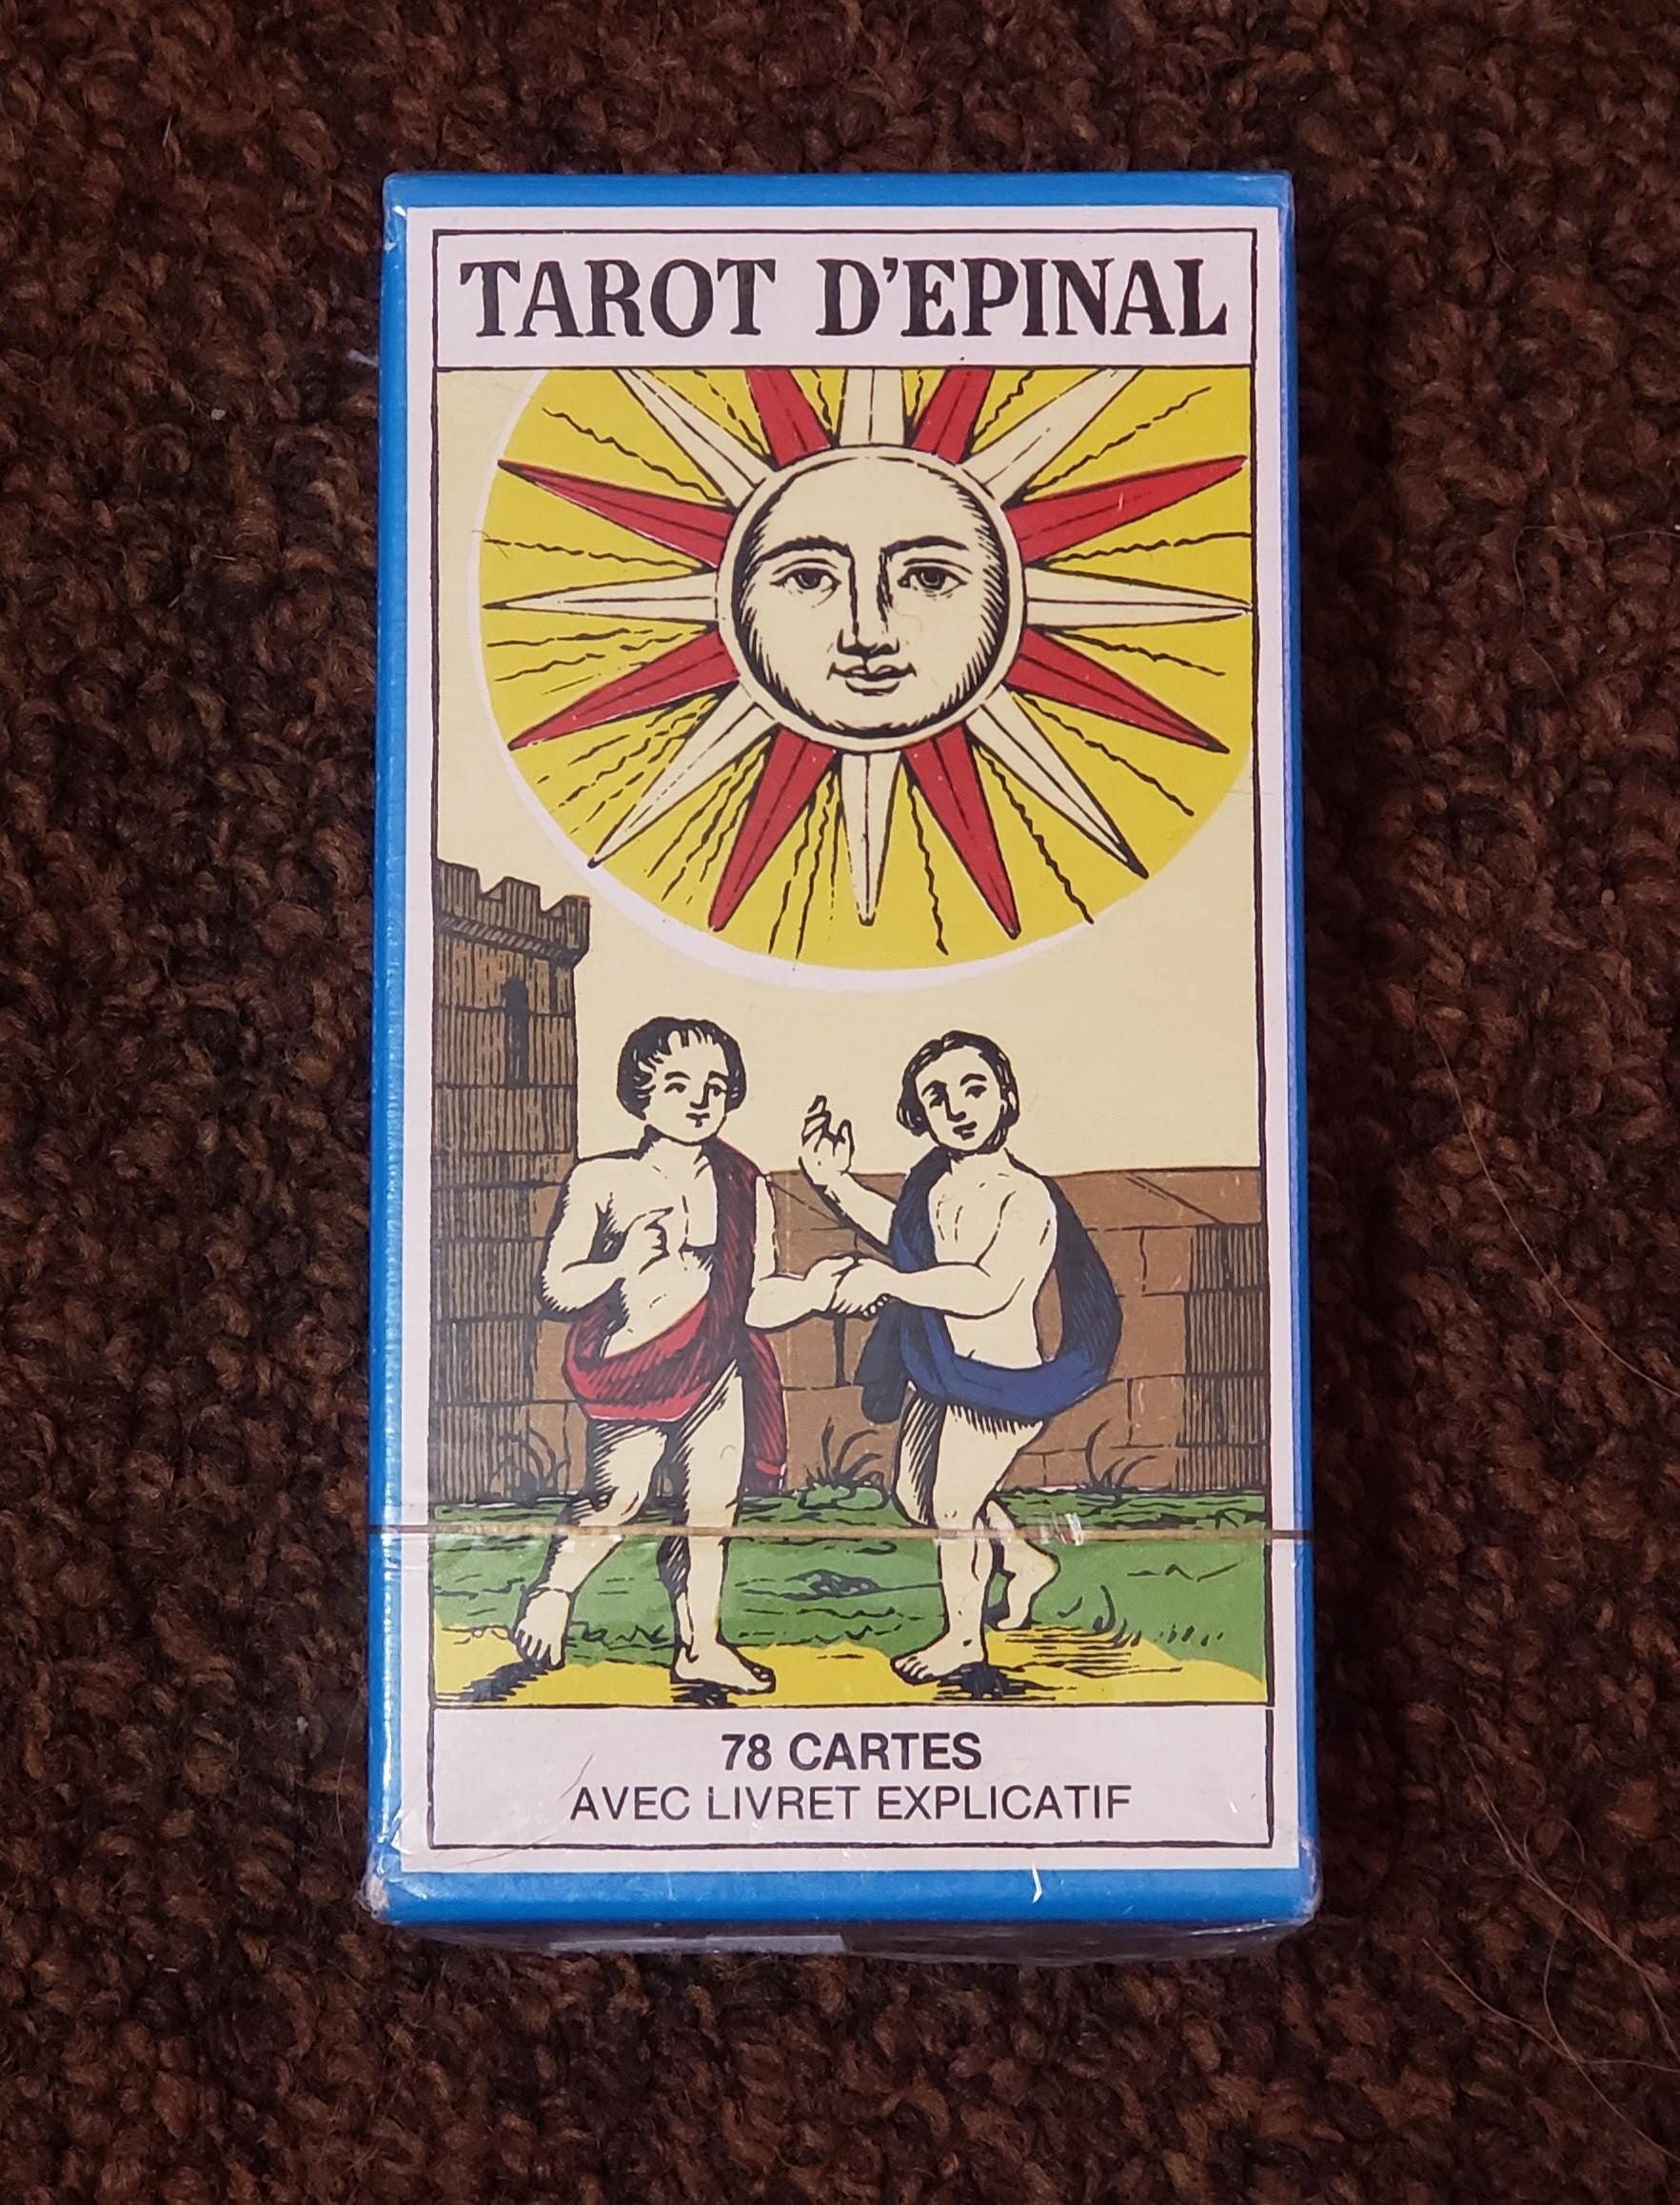 TAROT D'EPINAL
78 CARTES
AVEC LIVRET EXPLICATIF